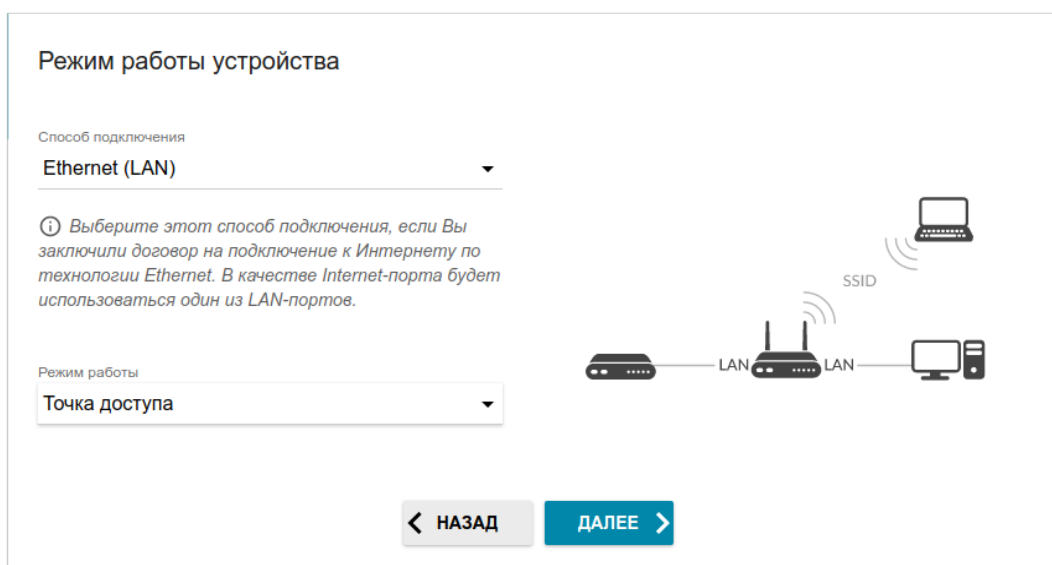 Режим работы устройства
Способ подключения
Ethernet (LAN)
Выберите этот способ подключения, если Вы
заключили договор на подключение к Интернету по
технологии Ethernet. В качестве Internet-порта будет
использоваться один из LAN-портов.
SSID
LAN LAN
Режим работы
Точка доступа
НАЗАД ДАЛЕЕ